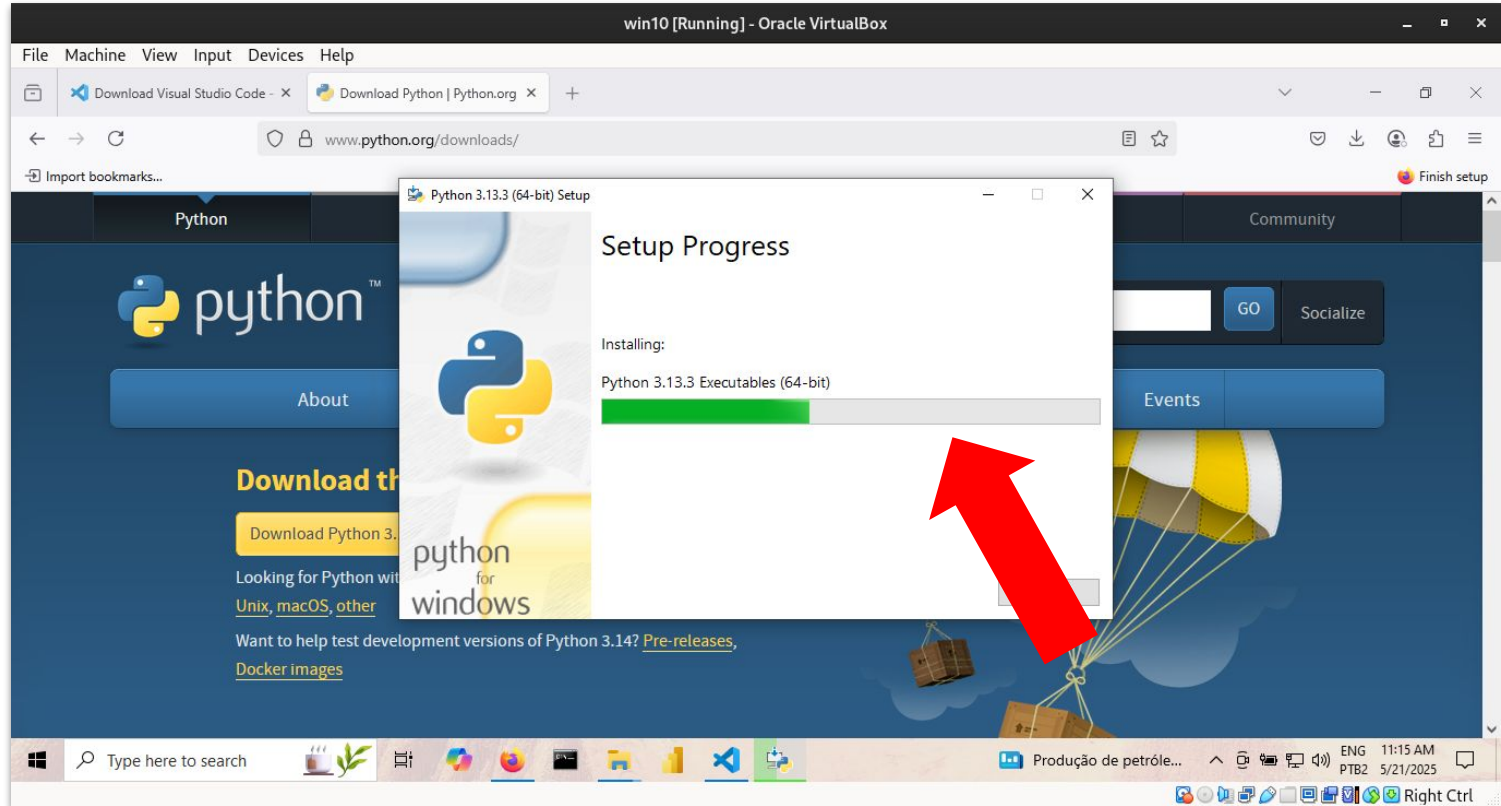 win10 [Running] - Oracle VirtualBox
File Machine View Input Devices Help
Download Visual Studio Code - Download Python | Python.org
www.python.org/downloads/
Import bookmarks... Finish setup
Python Community
Python 3.13.3 (64-bit) Setup
Setup Progress
python™
GO Socialize
Installing:
Python 3.13.3 Executables (64-bit)
About Events
Download th
Download Python 3.
Looking for Python wit
Unix, macOS, other
python
for
windows
Want to help test development versions of Python 3.14? Pre-releases,
Docker images
Type here to search Produção de petróle... ENG 11:15 AM
PTB2 5/21/2025
Right Ctrl